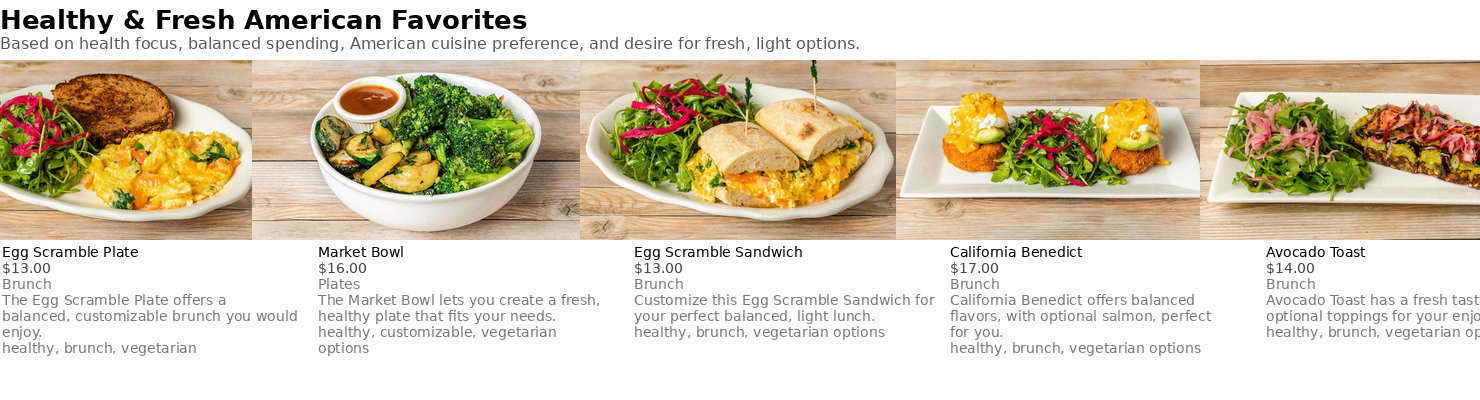 Healthy & Fresh American Favorites
Based on health focus, balanced spending, American cuisine preference, and desire for fresh, light options.
Egg Scramble Plate
$13.00
Brunch
The Egg Scramble Plate offers a
balanced, customizable brunch you would
enjoy.
healthy, brunch, vegetarian
Market Bowl
$16.00
Plates
The Market Bowl lets you create a fresh,
healthy plate that fits your needs.
healthy, customizable, vegetarian
options
Egg Scramble Sandwich
$13.00
Brunch
Customize this Egg Scramble Sandwich for
your perfect balanced, light lunch.
healthy, brunch, vegetarian options
California Benedict
$17.00
Brunch
California Benedict offers balanced
flavors, with optional salmon, perfect
for you.
healthy, brunch, vegetarian options
Avocado Toast
$14.00
Brunch
Avocado Toast has a fresh
optional toppings for your
healthy, brunch, vegetarian